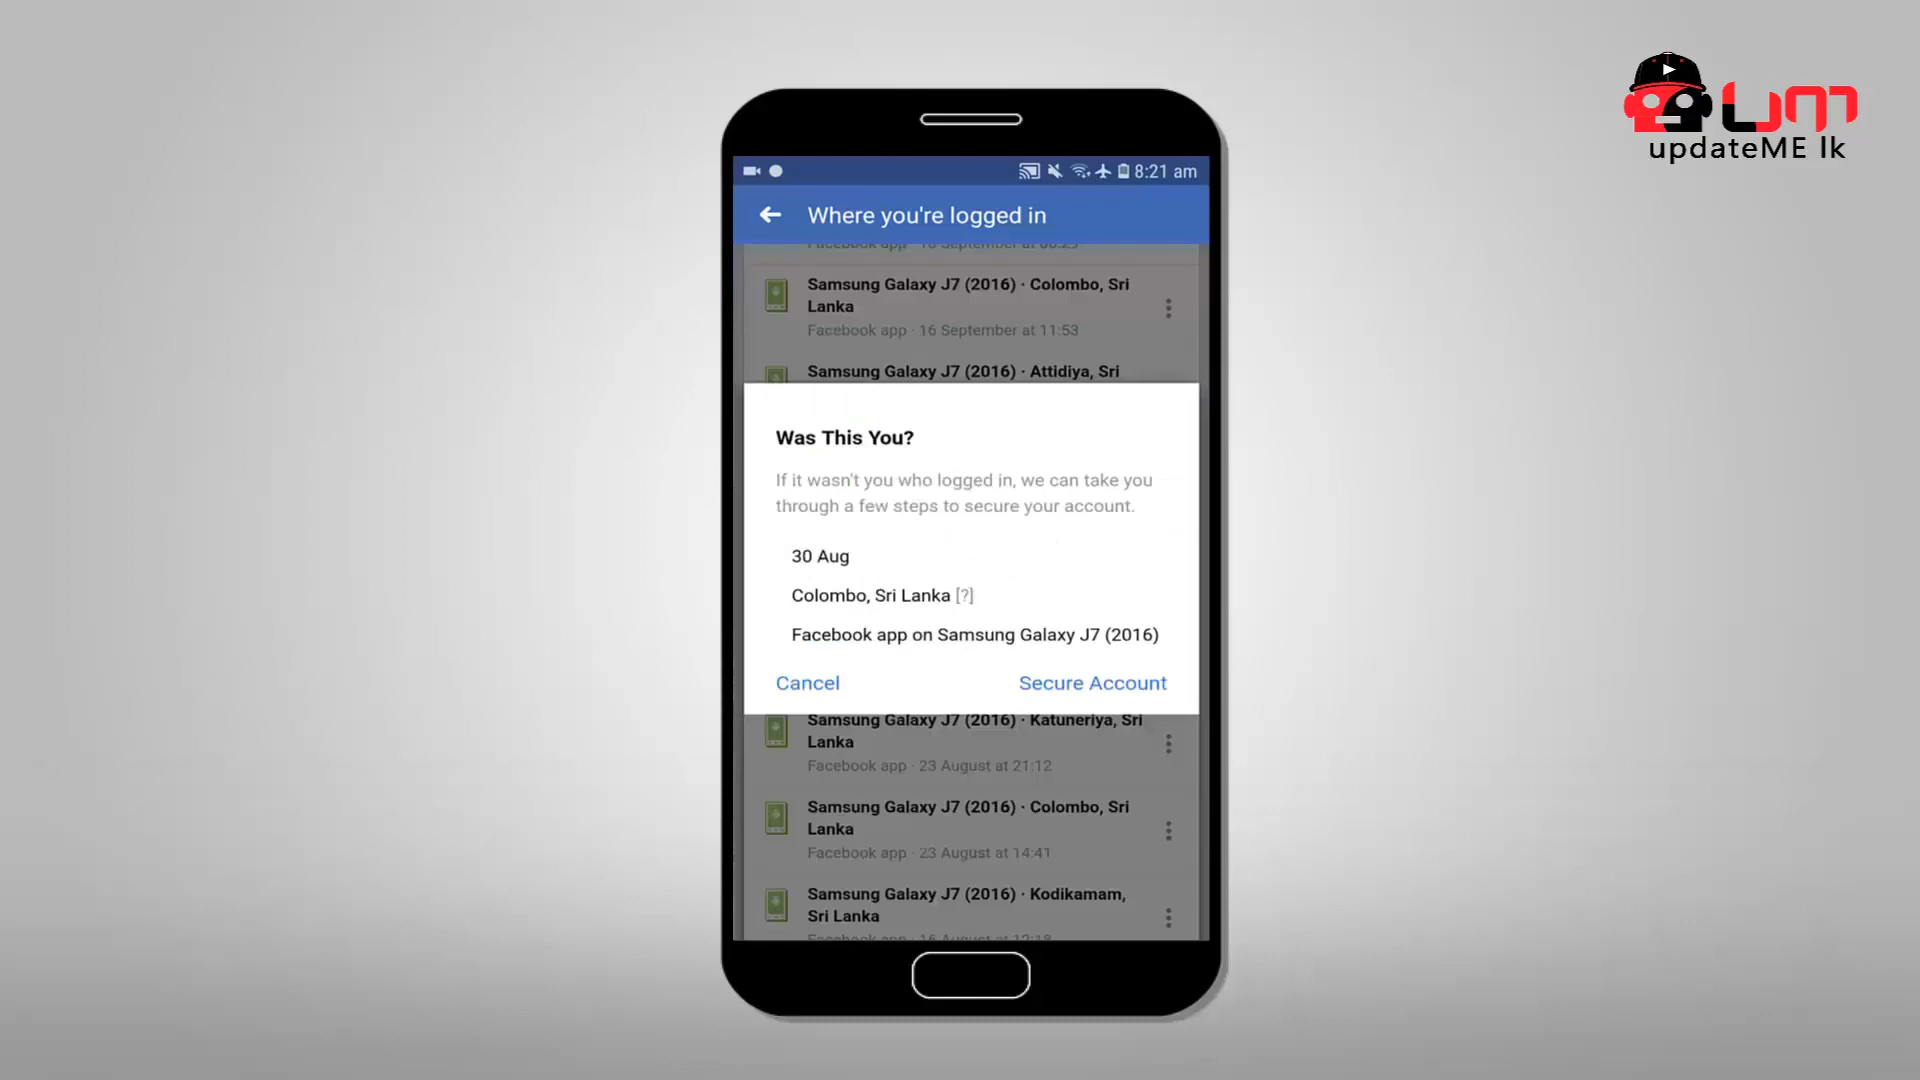 updateME lk
8:21 am
Where you're logged in
Samsung Galaxy J7 (2016) · Colombo, Sri
Lanka
Facebook app · 16 September at 11:53
Samsung Galaxy J7 (2016) · Attidiya, Sri
Was This You?
If it wasn't you who logged in, we can take you
through a few steps to secure your account.
30 Aug
Colombo, Sri Lanka [?]
Facebook app on Samsung Galaxy J7 (2016)
Cancel Secure Account
Samsung Galaxy J7 (2016) · Katuneriya, Sri
Lanka
Facebook app · 23 August at 21:12
Samsung Galaxy J7 (2016) · Colombo, Sri
Lanka
Facebook app · 23 August at 14:41
Samsung Galaxy J7 (2016) · Kodikamam,
Sri Lanka